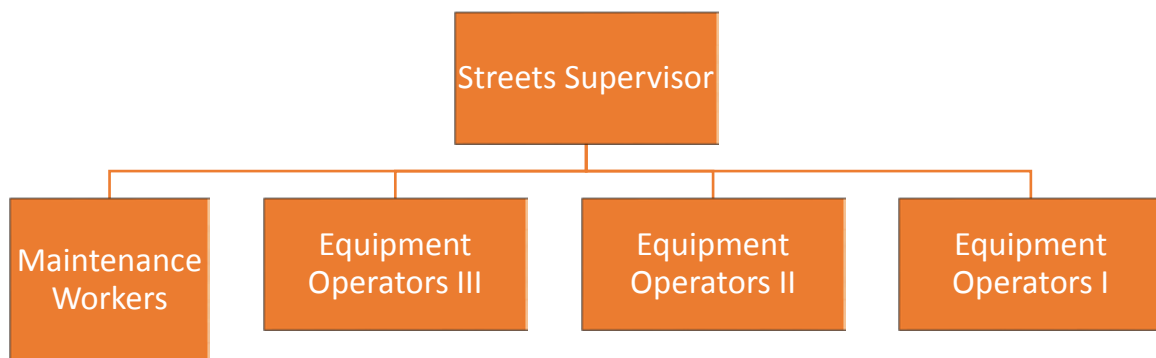 Streets Supervisor
Maintenance
Workers
Equipment
Operators III
Equipment
Operators II
Equipment
Operators I